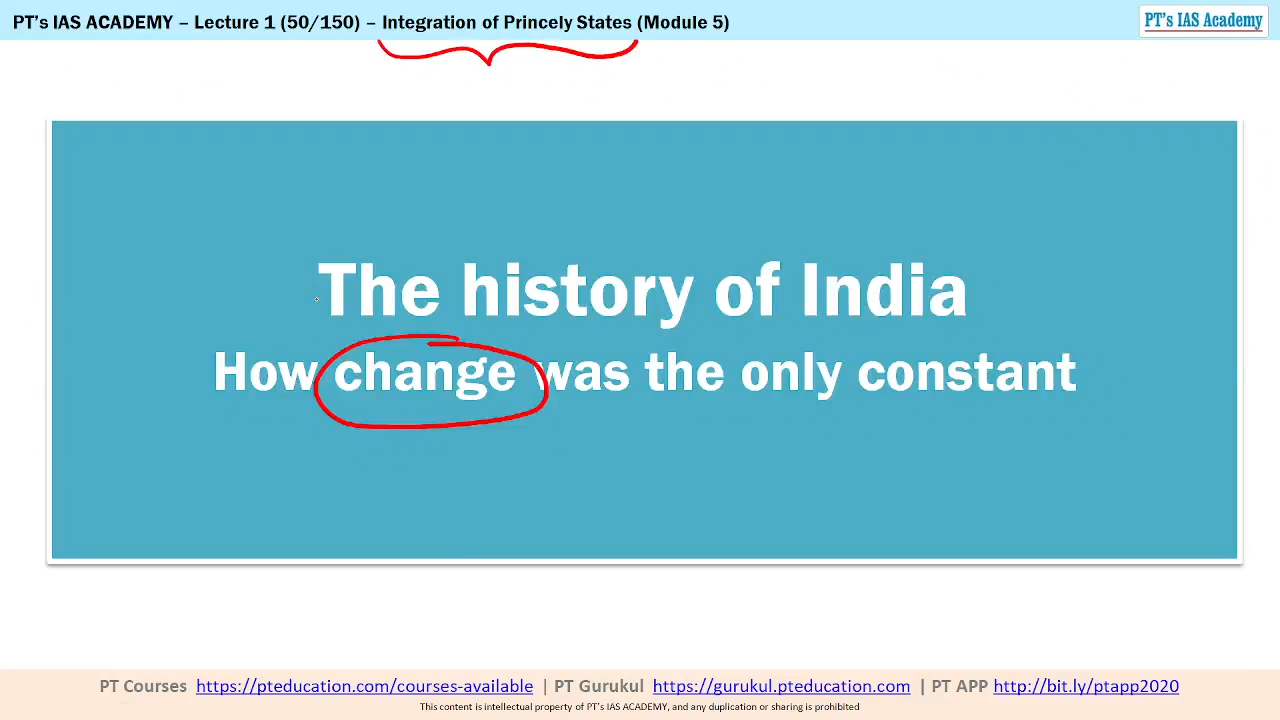 PT's IAS ACADEMY – Lecture 1 (50/150) – Integration of Princely States (Module 5)
PT's IAS Academy
The history of India
How change was the only constant
PT Courses https://pteducation.com/courses-available | PT Gurukul https://gurukul.pteducation.com | PT APP http://bit.ly/ptapp2020
This content is intellectual property of PT's IAS ACADEMY, and any duplication or sharing is prohibited